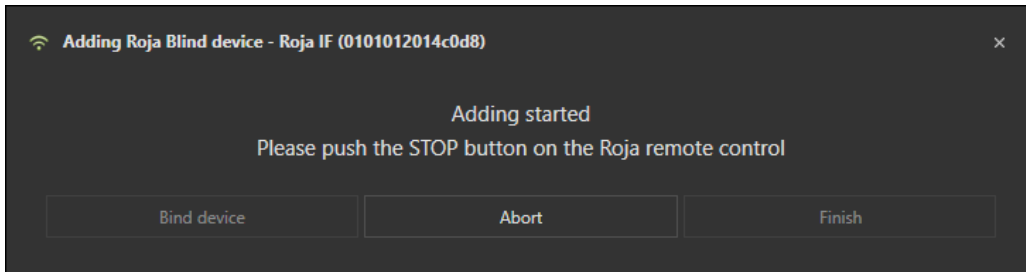 Adding Roja Blind device - Roja IF (0101012014c0d8)
Adding started
Please push the STOP button on the Roja remote control
Bind device
Abort
Finish